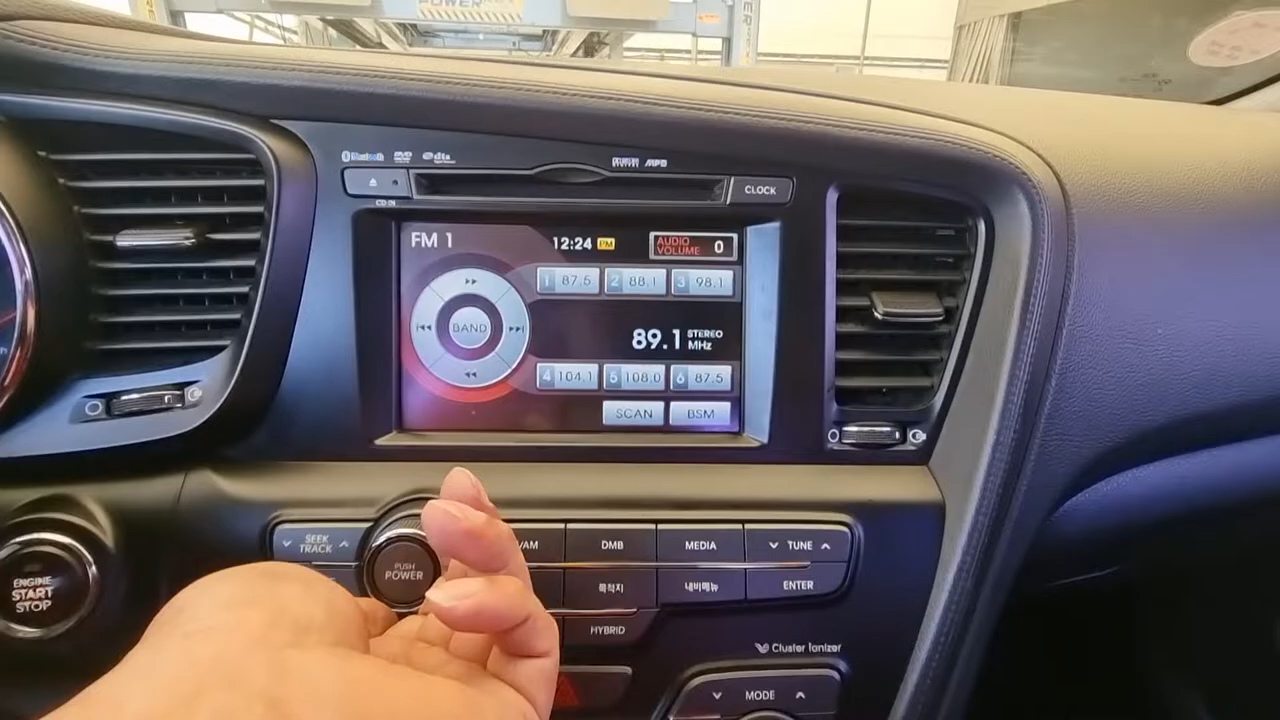 POWER
Bluetooth
dts
MP3
CD-IN
CLOCK
FM 1
12:24 PM
AUDIO VOLUME 0
1 87.5
2 88.1
3 98.1
BAND
89.1 STEREO
MHz
4 104.1
5 108.0
6 87.5
SCAN
BSM
SEEK
TRACK
/AM
DMB
MEDIA
TUNE
PUSH
POWER
목적지
내비메뉴
ENTER
ENGINE
START
STOP
HYBRID
Cluster Ionizer
MODE